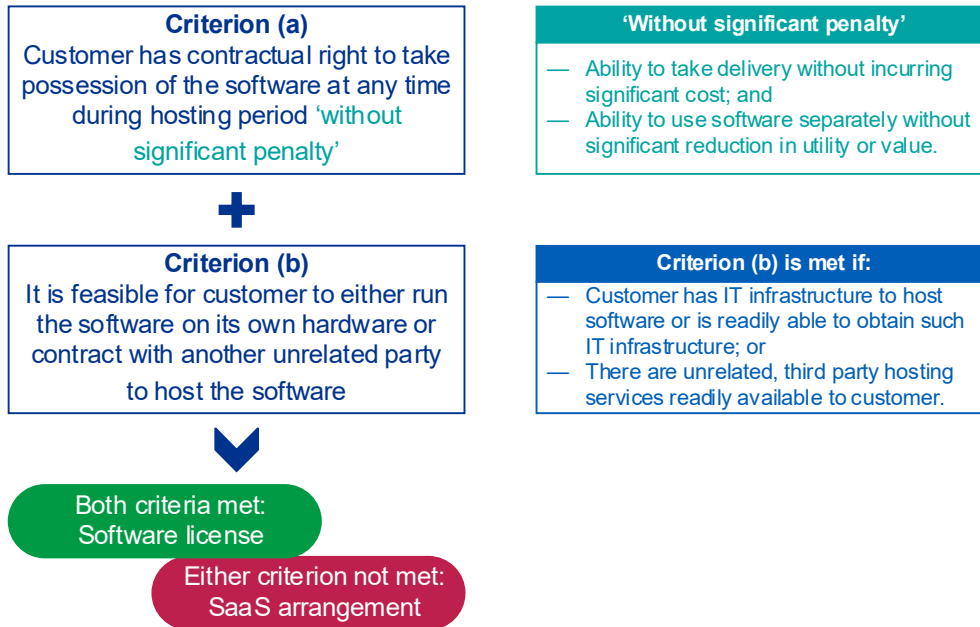 Criterion (a)
Customer has contractual right to take
possession of the software at any time
during hosting period ‘without
significant penalty’
‘Without significant penalty’
— Ability to take delivery without incurring
significant cost; and
— Ability to use software separately without
significant reduction in utility or value.
Criterion (b)
It is feasible for customer to either run
the software on its own hardware or
contract with another unrelated party
to host the software
Criterion (b) is met if:
— Customer has IT infrastructure to host
software or is readily able to obtain such
IT infrastructure; or
— There are unrelated, third party hosting
services readily available to customer.
Both criteria met:
Software license
Either criterion not met:
SaaS arrangement